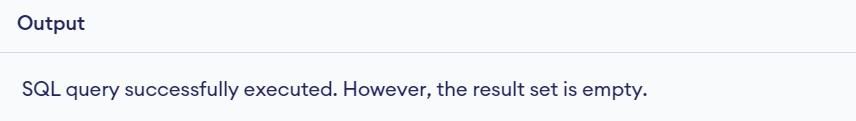 Output
SQL query successfully executed. However, the result set is empty.